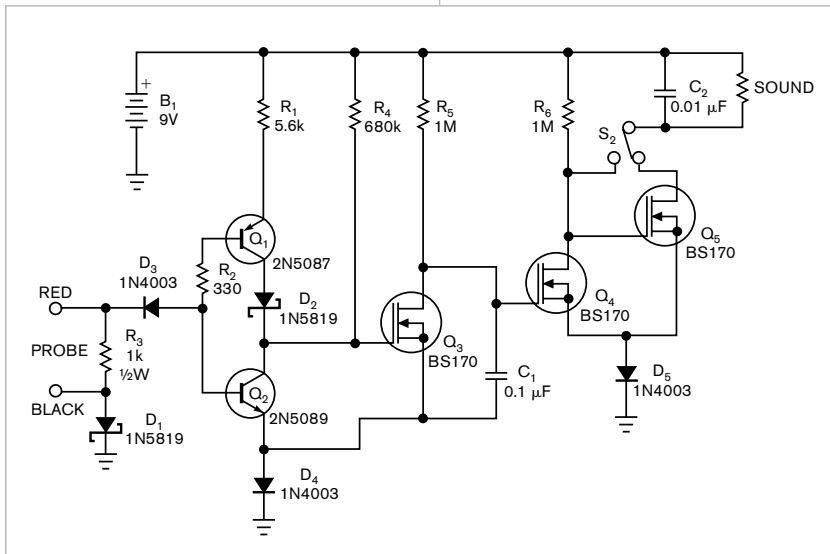 +
B₁
9V
R₁
5.6k
R₄
680k
R₅
1M
R₆
1M
C₂
0.01 µF
SOUND
S₂
Q₁
2N5087
Q₅
BS170
D₃
1N4003
R₂
330
D₂
1N5819
Q₄
BS170
RED
Q₃
BS170
PROBE
R₃
1k
½W
Q₂
2N5089
C₁
0.1 µF
D₅
1N4003
BLACK
D₁
1N5819
D₄
1N4003